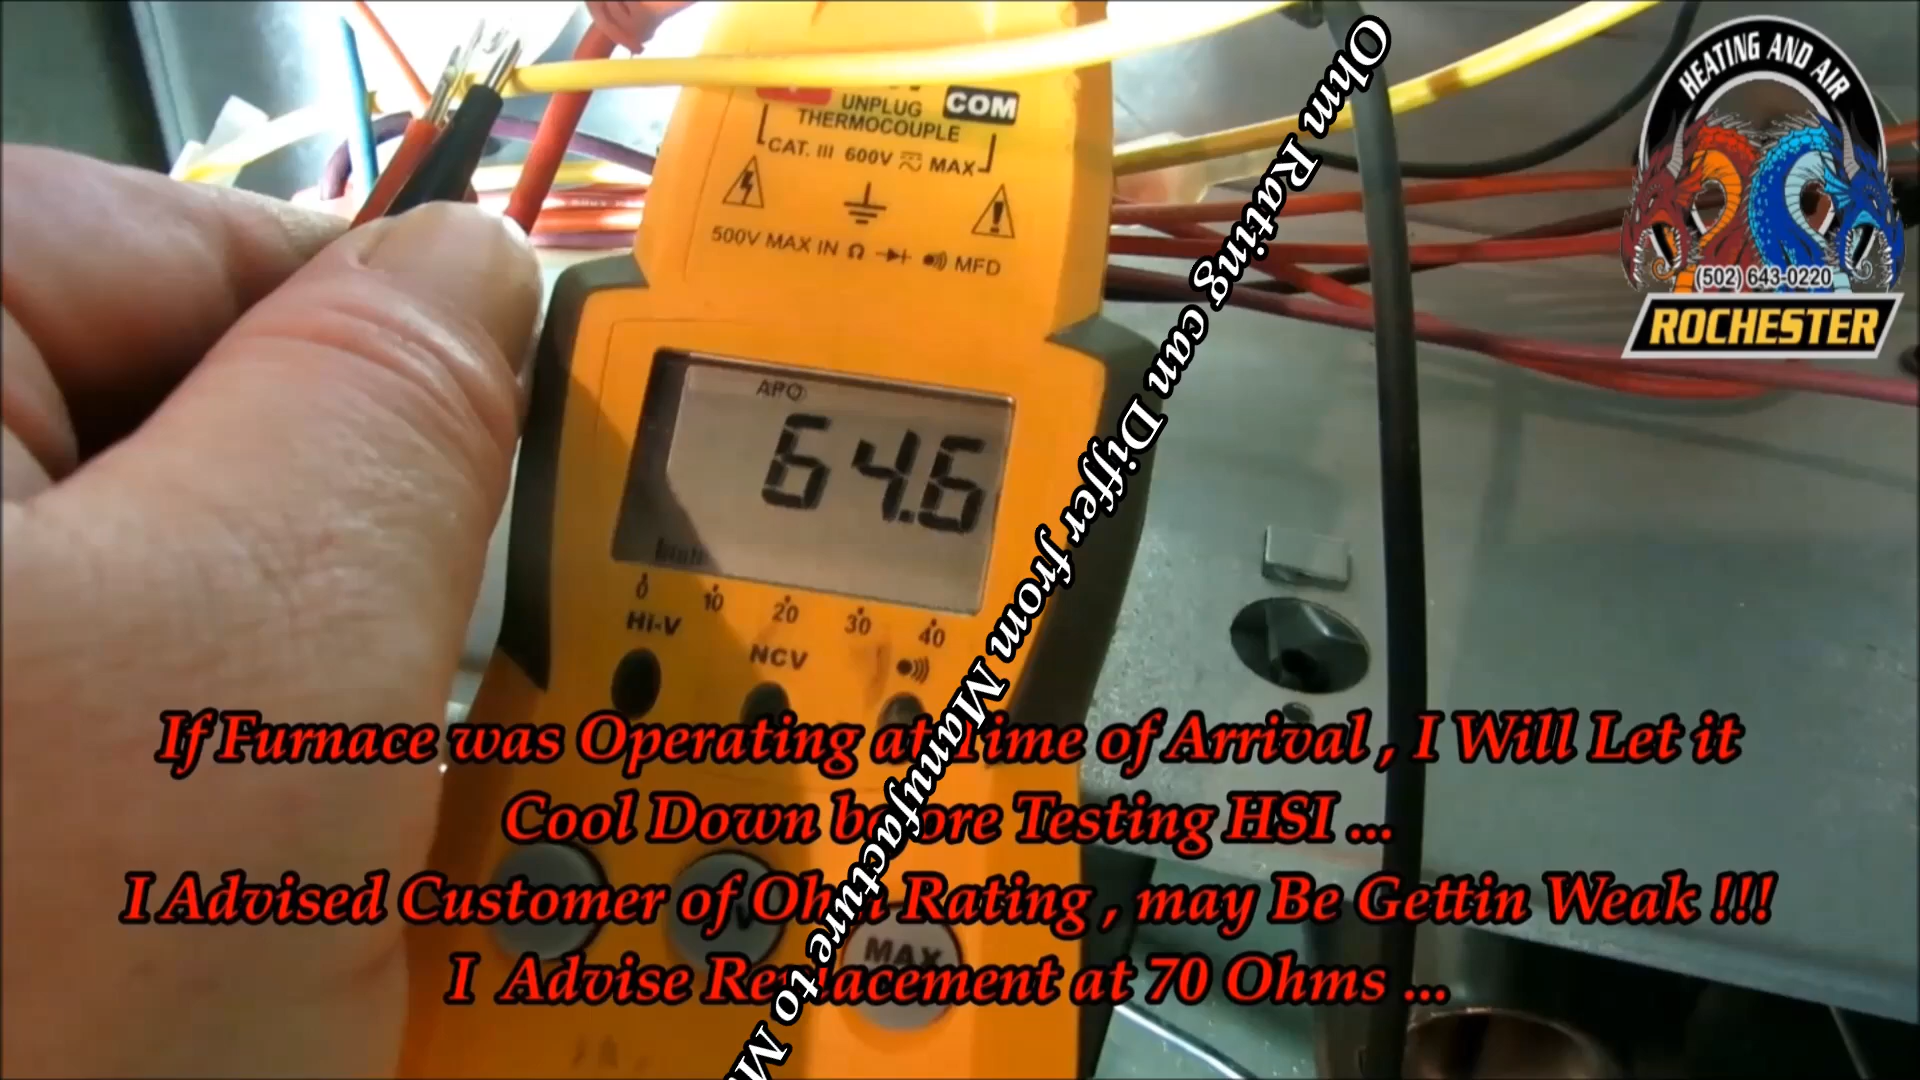 HEATING AND AIR
(502) 643-0220
ROCHESTER
COM
UNPLUG
THERMOCOUPLE
CAT. III 600V MAX
500V MAX IN Ω MFD
APO
64.6
0 10 20 30 40
Hi-V
NCV
Ohm Rating can Differ from Manufacture to
If Furnace was Operating at Time of Arrival , I Will Let it
Cool Down before Testing HSI ...
I Advised Customer of Ohm Rating , may Be Gettin Weak !!!
I Advise Replacement at 70 Ohms ...
MAX